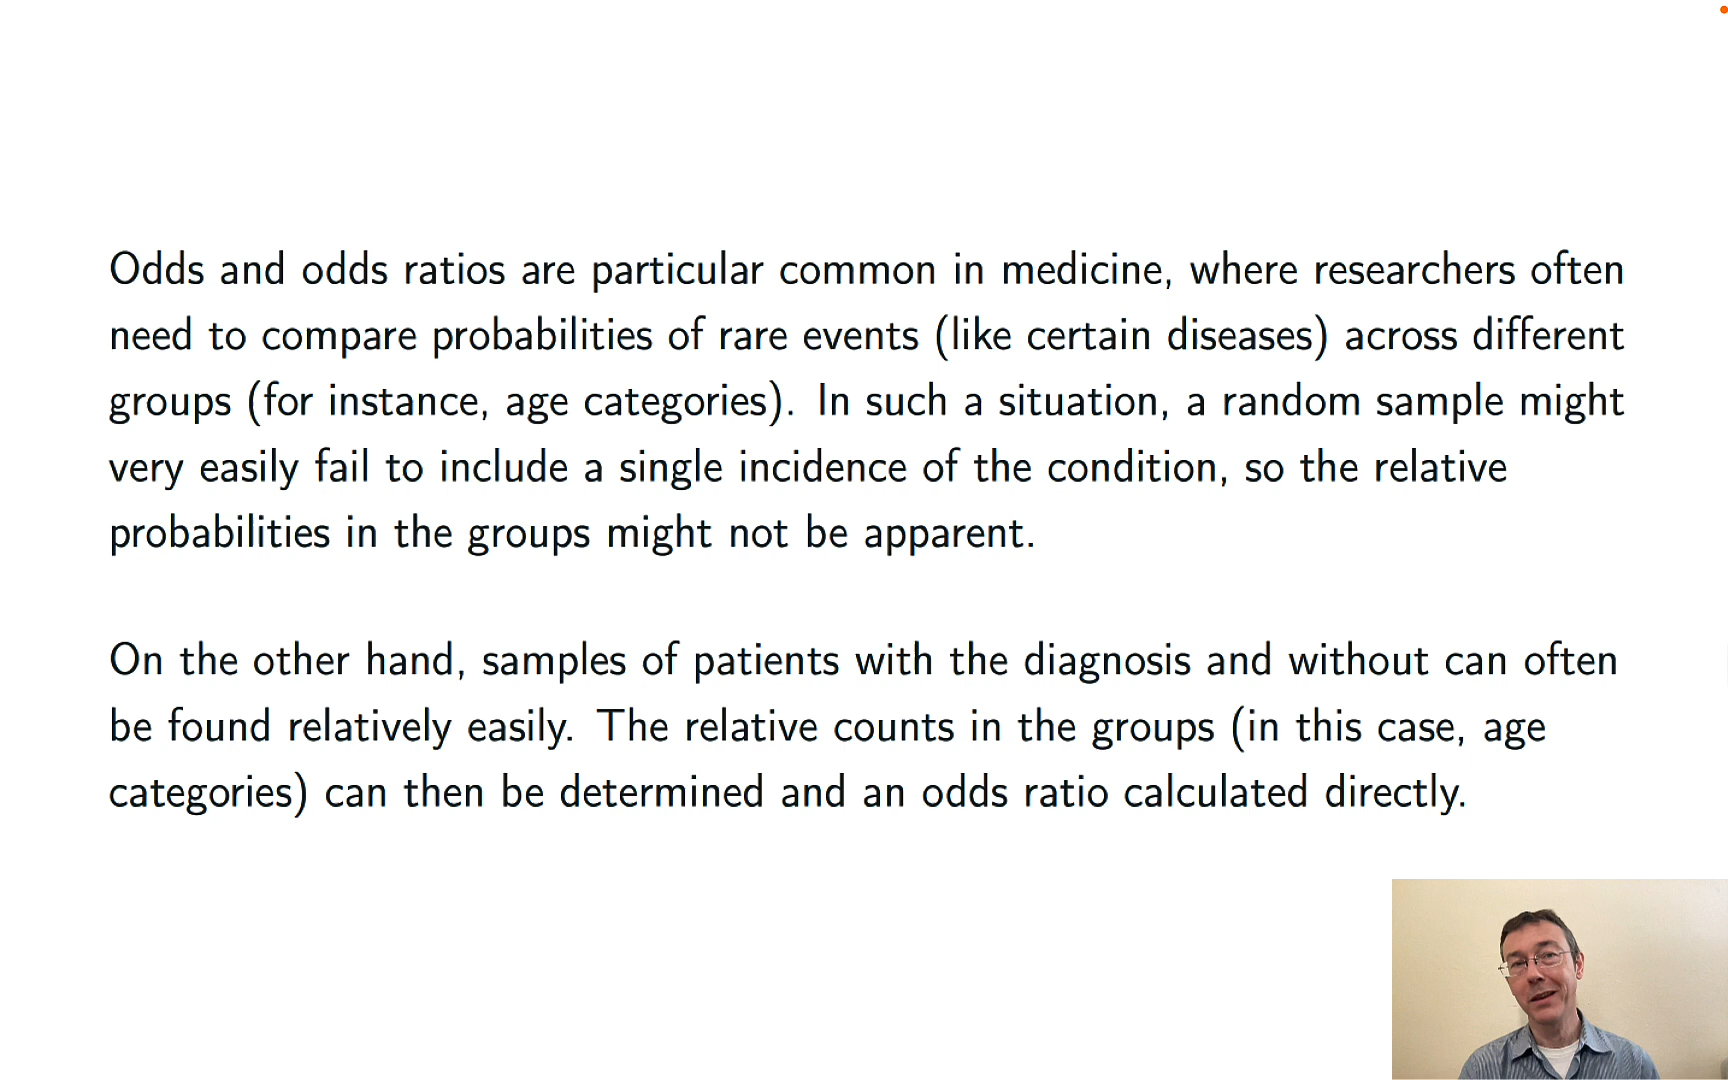 Odds and odds ratios are particular common in medicine, where researchers often
need to compare probabilities of rare events (like certain diseases) across different
groups (for instance, age categories). In such a situation, a random sample might
very easily fail to include a single incidence of the condition, so the relative
probabilities in the groups might not be apparent.
On the other hand, samples of patients with the diagnosis and without can often
be found relatively easily. The relative counts in the groups (in this case, age
categories) can then be determined and an odds ratio calculated directly.